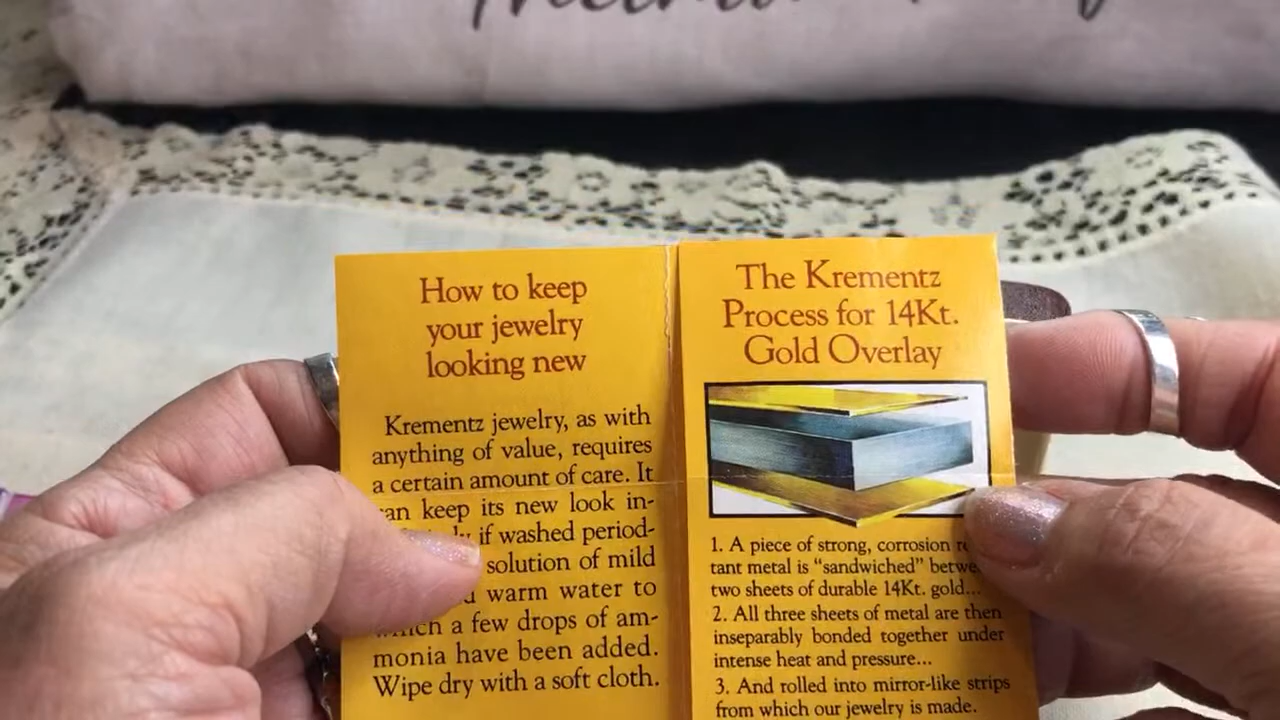 How to keep
your jewelry
looking new
Krementz jewelry, as with
anything of value, requires
a certain amount of care. It
can keep its new look in-
if washed period-
solution of mild
warm water to
which a few drops of am-
monia have been added.
Wipe dry with a soft cloth.
The Krementz
Process for 14Kt.
Gold Overlay
1. A piece of strong, corrosion
tant metal is “sandwiched”
two sheets of durable 14Kt. gold...
2. All three sheets of metal are then
inseparably bonded together under
intense heat and pressure...
3. And rolled into mirror-like strips
from which our jewelry is made.